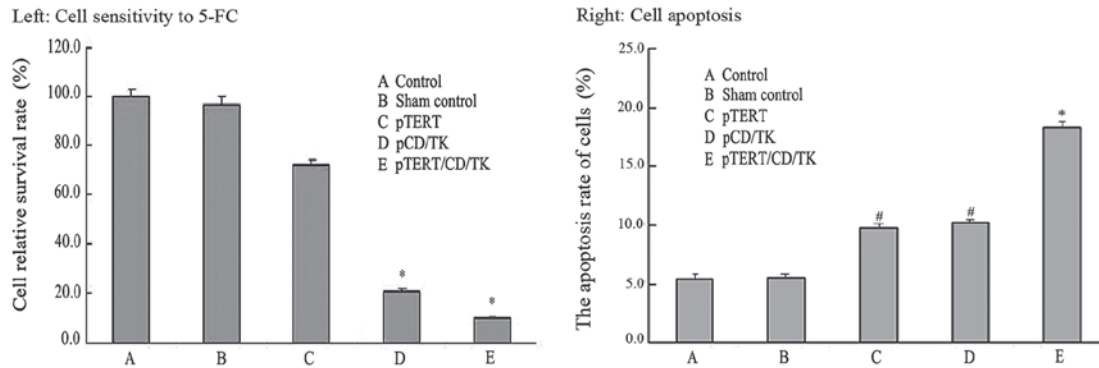 Left: Cell sensitivity to 5-FC
Cell relative survival rate (%)
120.0
100.0
80.0
60.0
40.0
20.0
0.0
A Control
B Sham control
C pTERT
D pCD/TK
E pTERT/CD/TK
*
*
A B C D E
Right: Cell apoptosis
The apoptosis rate of cells (%)
25.0
20.0
15.0
10.0
5.0
0.0
A Control
B Sham control
C pTERT
D pCD/TK
E pTERT/CD/TK
# # *
A B C D E